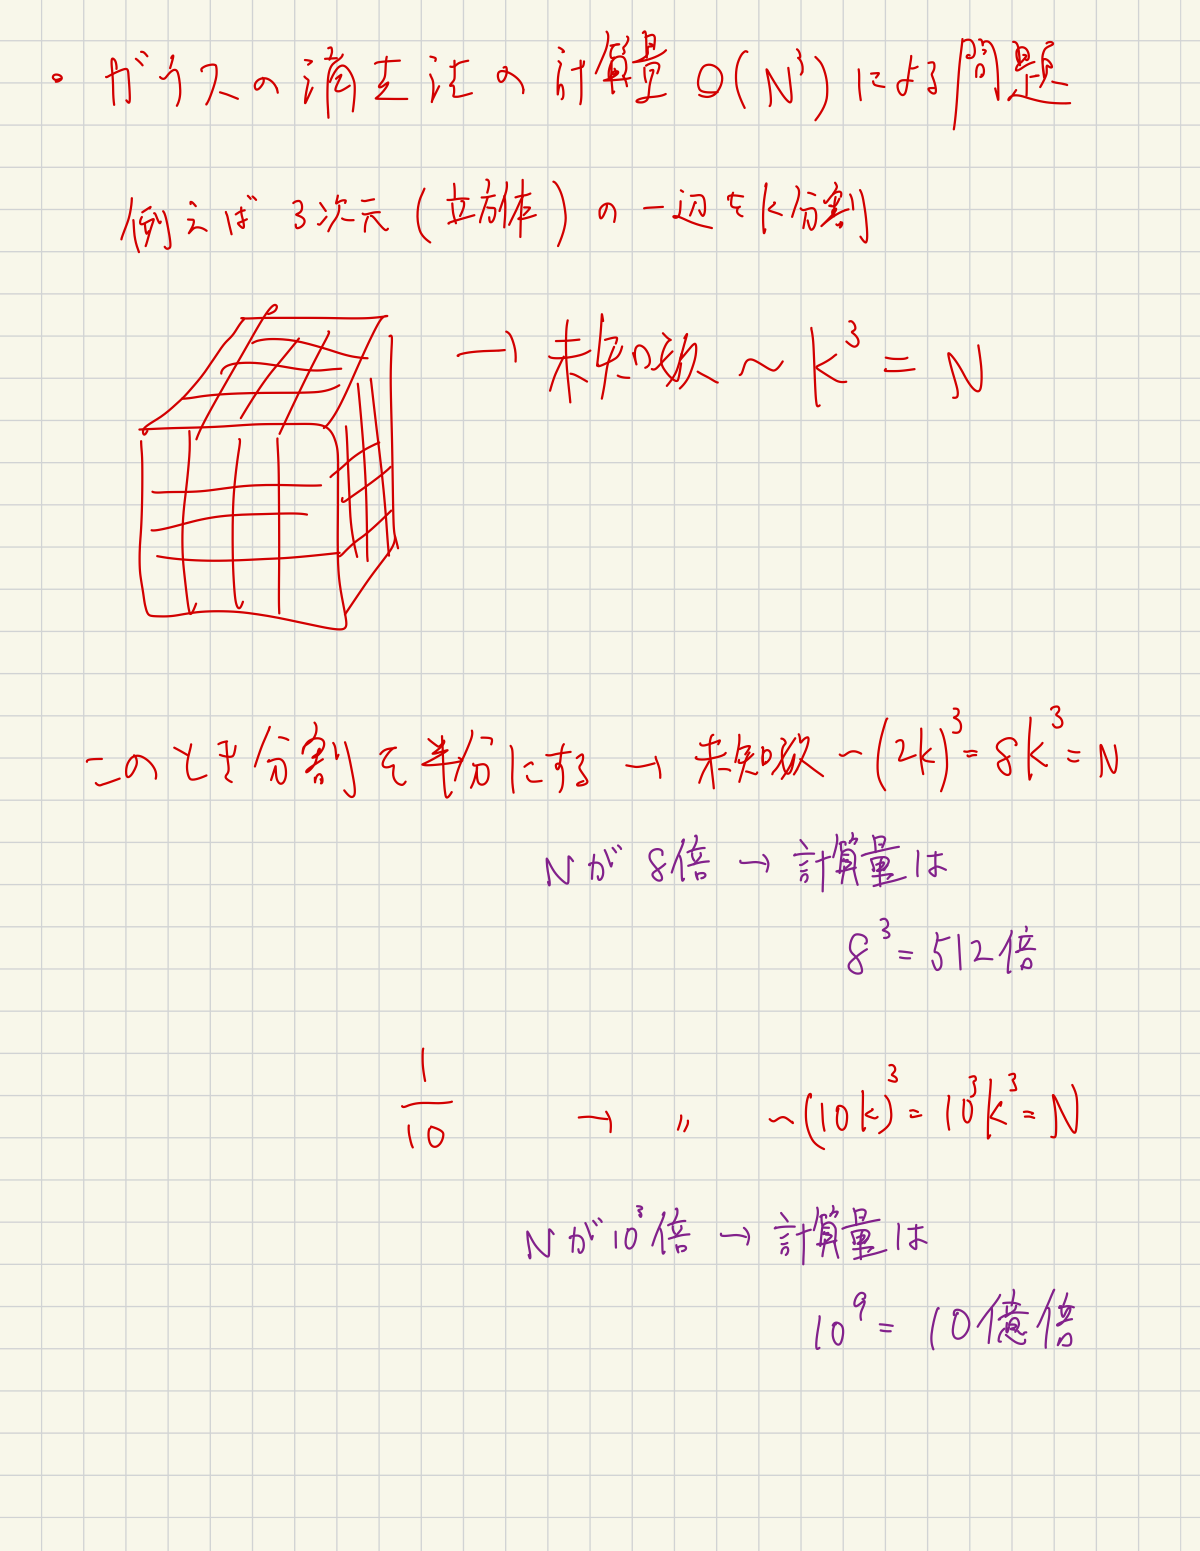 ・ガウスの消去法の計算量 O(N³)による問題
例えば 3次元(立方体)の一辺をk分割
→ 未知数 ~ k³ = N
このとき分割を半分にする → 未知数 ~ (2k)³ = 8k³ = N
Nが 8倍 → 計算量は
8³ = 512倍
1/10 → 〃 ~ (10k)³ = 10³k³ = N
Nが10³倍 → 計算量は
10⁹ = 10億倍